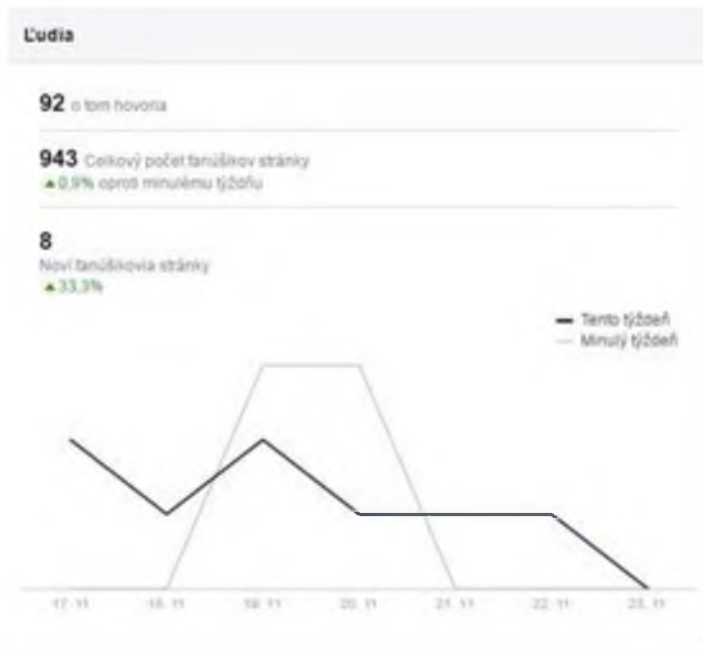 Ľudia
92 o tom hovoria
943 Celkový počet fanúšikov stránky
▲0,9% oproti minulému týždňu
8
Noví fanúšikovia stránky
▲33,3%
Tento týždeň
Minulý týždeň
17. 11 18. 11 19. 11 20. 11 21. 11 22. 11 23. 11